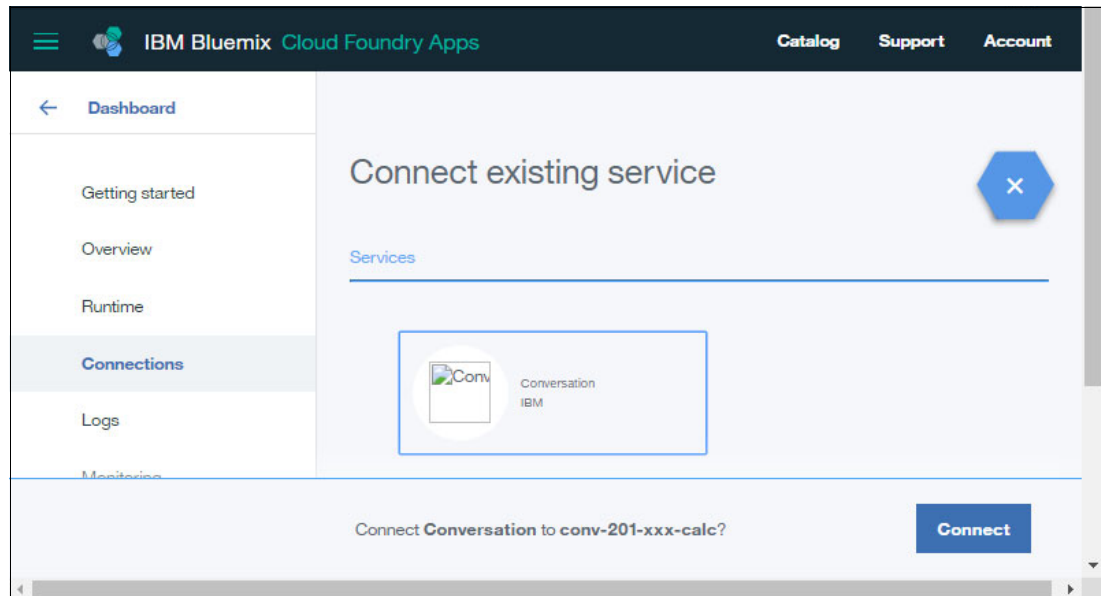 IBM Bluemix Cloud Foundry Apps Catalog Support Account
Dashboard
Connect existing service
Getting started
Overview
Services
Runtime
Connections
Conv
Conversation
IBM
Logs
Monitoring
Connect Conversation to conv-201-xxx-calc?
Connect